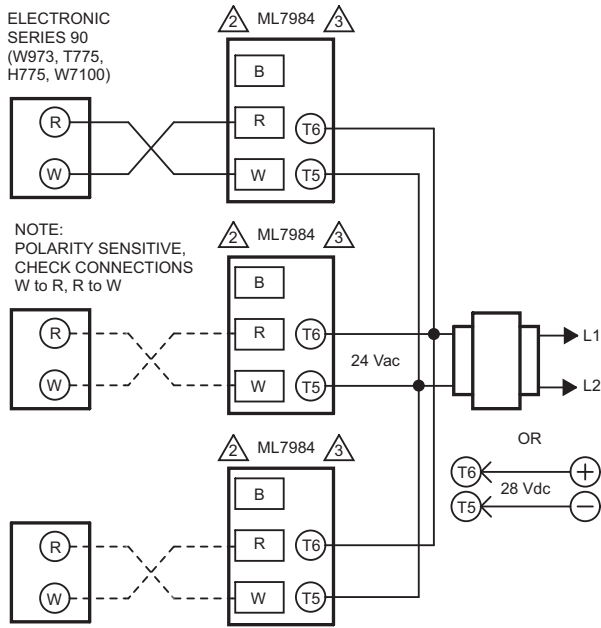 ELECTRONIC
SERIES 90
(W973, T775,
H775, W7100)
2 ML7984 3
B
R
W
R
W
T6
T5
NOTE:
POLARITY SENSITIVE,
CHECK CONNECTIONS
W to R, R to W
2 ML7984 3
B
R
W
R
W
T6
T5
24 Vac
L1
L2
OR
T6
T5
28 Vdc
+
−
2 ML7984 3
B
R
W
R
W
T6
T5